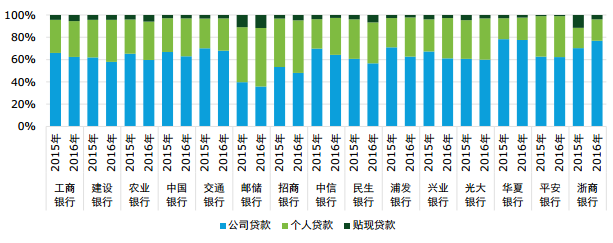 100%
80%
60%
40%
20%
0%
2015年 2016年 2015年 2016年 2015年 2016年 2015年 2016年 2015年 2016年 2015年 2016年 2015年 2016年 2015年 2016年 2015年 2016年 2015年 2016年 2015年 2016年 2015年 2016年 2015年 2016年 2015年 2016年 2015年 2016年
工商 建设 农业 中国 交通 邮储 招商 中信 民生 浦发 兴业 光大 华夏 平安 浙商
银行 银行 银行 银行 银行 银行 银行 银行 银行 银行 银行 银行 银行 银行 银行
公司贷款 个人贷款 贴现贷款